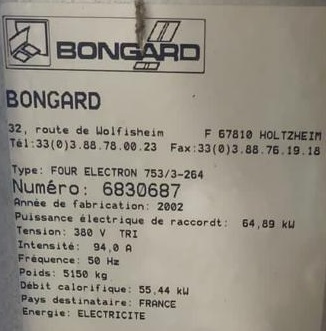 BONGARD
BONGARD
32, route de Wolfisheim F 67810 HOLTZHEIM
Tél:33(0)3.88.78.00.23 Fax:33(0)3.88.76.19.18
Type: FOUR ELECTRON 753/3-264
Numéro: 6830687
Année de fabrication: 2002
Puissance électrique de raccordt: 64,89 kW
Tension: 380 V TRI
Intensité: 94,0 A
Fréquence: 50 Hz
Poids: 5150 kg
Débit calorifique: 55,44 kW
Pays destinataire: FRANCE
Energie: ELECTRICITE